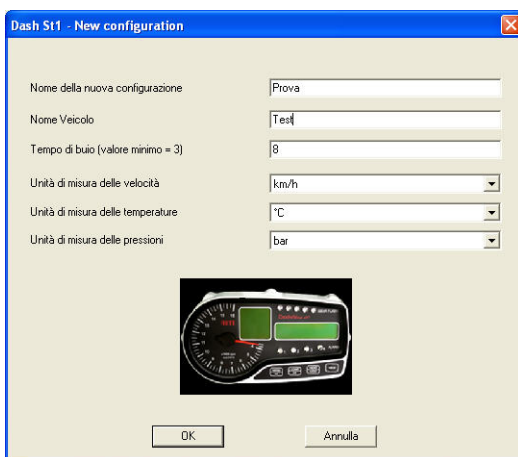 Dash St1 - New configuration
Nome della nuova configurazione Prova
Nome Veicolo Test
Tempo di buio (valore minimo = 3) 8
Unità di misura delle velocità km/h
Unità di misura delle temperature °C
Unità di misura delle pressioni bar
OK Annulla